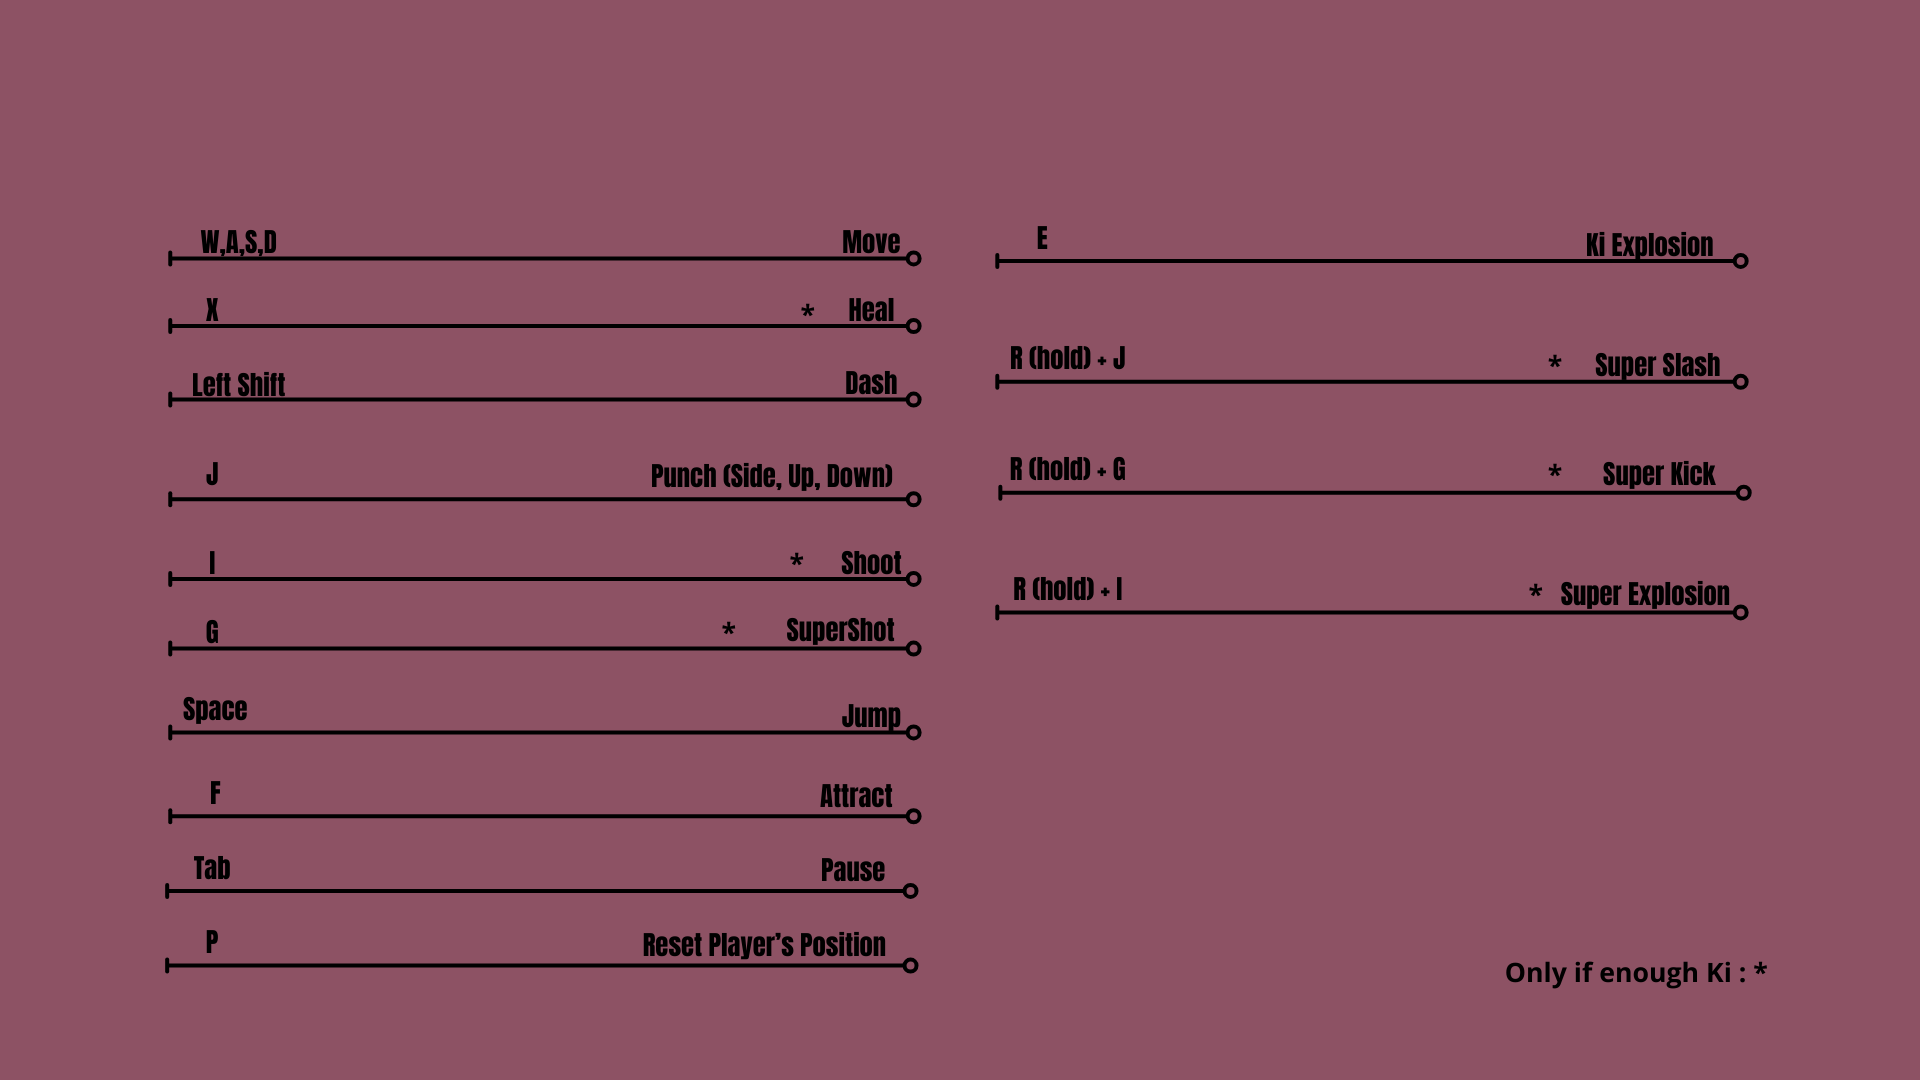 W,A,S,D Move
X * Heal
Left Shift Dash
J Punch (Side, Up, Down)
I * Shoot
G * SuperShot
Space Jump
F Attract
Tab Pause
P Reset Player's Position
E Ki Explosion
R (hold) + J * Super Slash
R (hold) + G * Super Kick
R (hold) + I * Super Explosion
Only if enough Ki : *